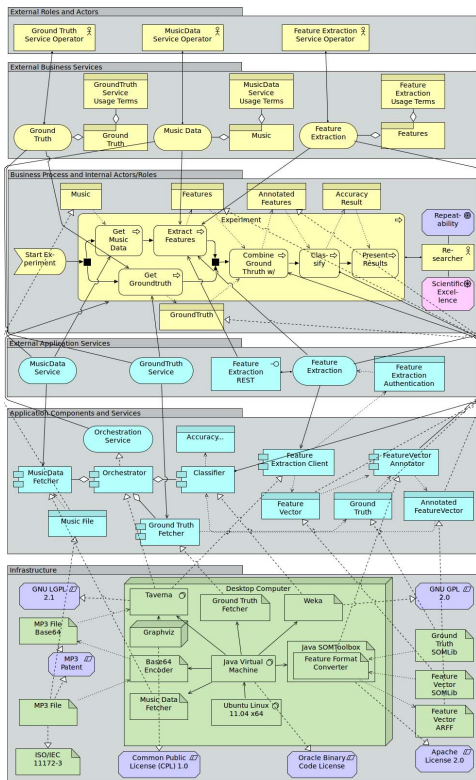 External Roles and Actors
Ground Truth
Service Operator
MusicData
Service Operator
Feature Extraction
Service Operator
External Business Services
GroundTruth
Service
Usage Terms
MusicData
Service
Usage Terms
Feature
Extraction
Usage Terms
Ground
Truth
Ground
Truth
Music Data
Music
Feature
Extraction
Features
Business Process and Internal Actors/Roles
Music
Features
Annotated
Features
Accuracy
Result
Experiment
Repeat-
ability
Get
Music
Data
Extract
Features
Start Ex-
periment
Combine
Ground
Thruth w/
Clas-
sify
Present
Results
Re-
searcher
Get
Groundtruth
Scientific
Excel-
lence
GroundTruth
External Application Services
MusicData
Service
GroundTruth
Service
Feature
Extraction
REST
Feature
Extraction
Feature
Extraction
Authentication
Application Components and Services
Orchestration
Service
Accuracy...
MusicData
Fetcher
Orchestrator
Classifier
Feature
Extraction Client
FeatureVector
Annotator
Music File
Ground Truth
Fetcher
Feature
Vector
Ground
Truth
Annotated
FeatureVector
Infrastructure
Desktop Computer
GNU LGPL
2.1
Taverna
Ground Truth
Fetcher
Weka
GNU GPL
2.0
MP3 File
Base64
Graphviz
Ground
Truth
SOMLib
MP3
Patent
Base64
Encoder
Java Virtual
Machine
Java SOMToolbox
Feature Format
Converter
Feature
Vector
SOMLib
MP3 File
Music Data
Fetcher
Ubuntu Linux
11.04 x64
Feature
Vector
ARFF
ISO/IEC
11172-3
Common Public
License (CPL) 1.0
Oracle Binary
Code License
Apache
License 2.0